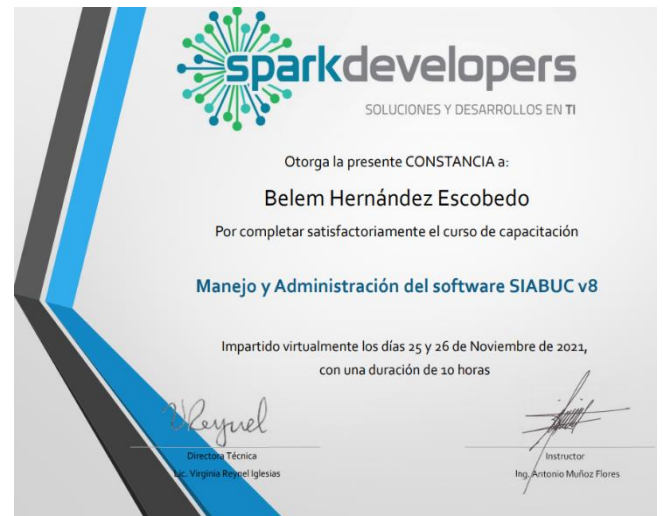 sparkdevelopers
SOLUCIONES Y DESARROLLOS EN TI
Otorga la presente CONSTANCIA a:
Belem Hernández Escobedo
Por completar satisfactoriamente el curso de capacitación
Manejo y Administración del software SIABUC v8
Impartido virtualmente los días 25 y 26 de Noviembre de 2021,
con una duración de 10 horas
VReynel
Directora Técnica
Lic. Virginia Reynel Iglesias
Instructor
Ing. Antonio Muñoz Flores